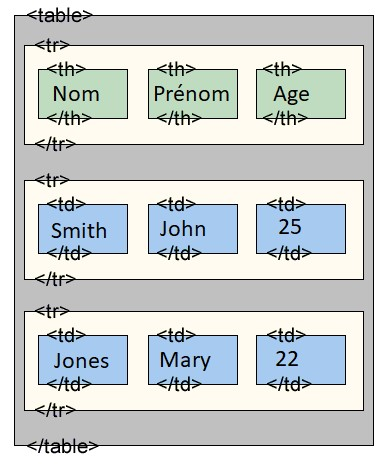 <table>
<tr>
<th> <th> <th>
Nom Prénom Age
</th> </th> </th>
</tr>
<tr>
<td> <td> <td>
Smith John 25
</td> </td> </td>
</tr>
<tr>
<td> <td> <td>
Jones Mary 22
</td> </td> </td>
</tr>
</table>